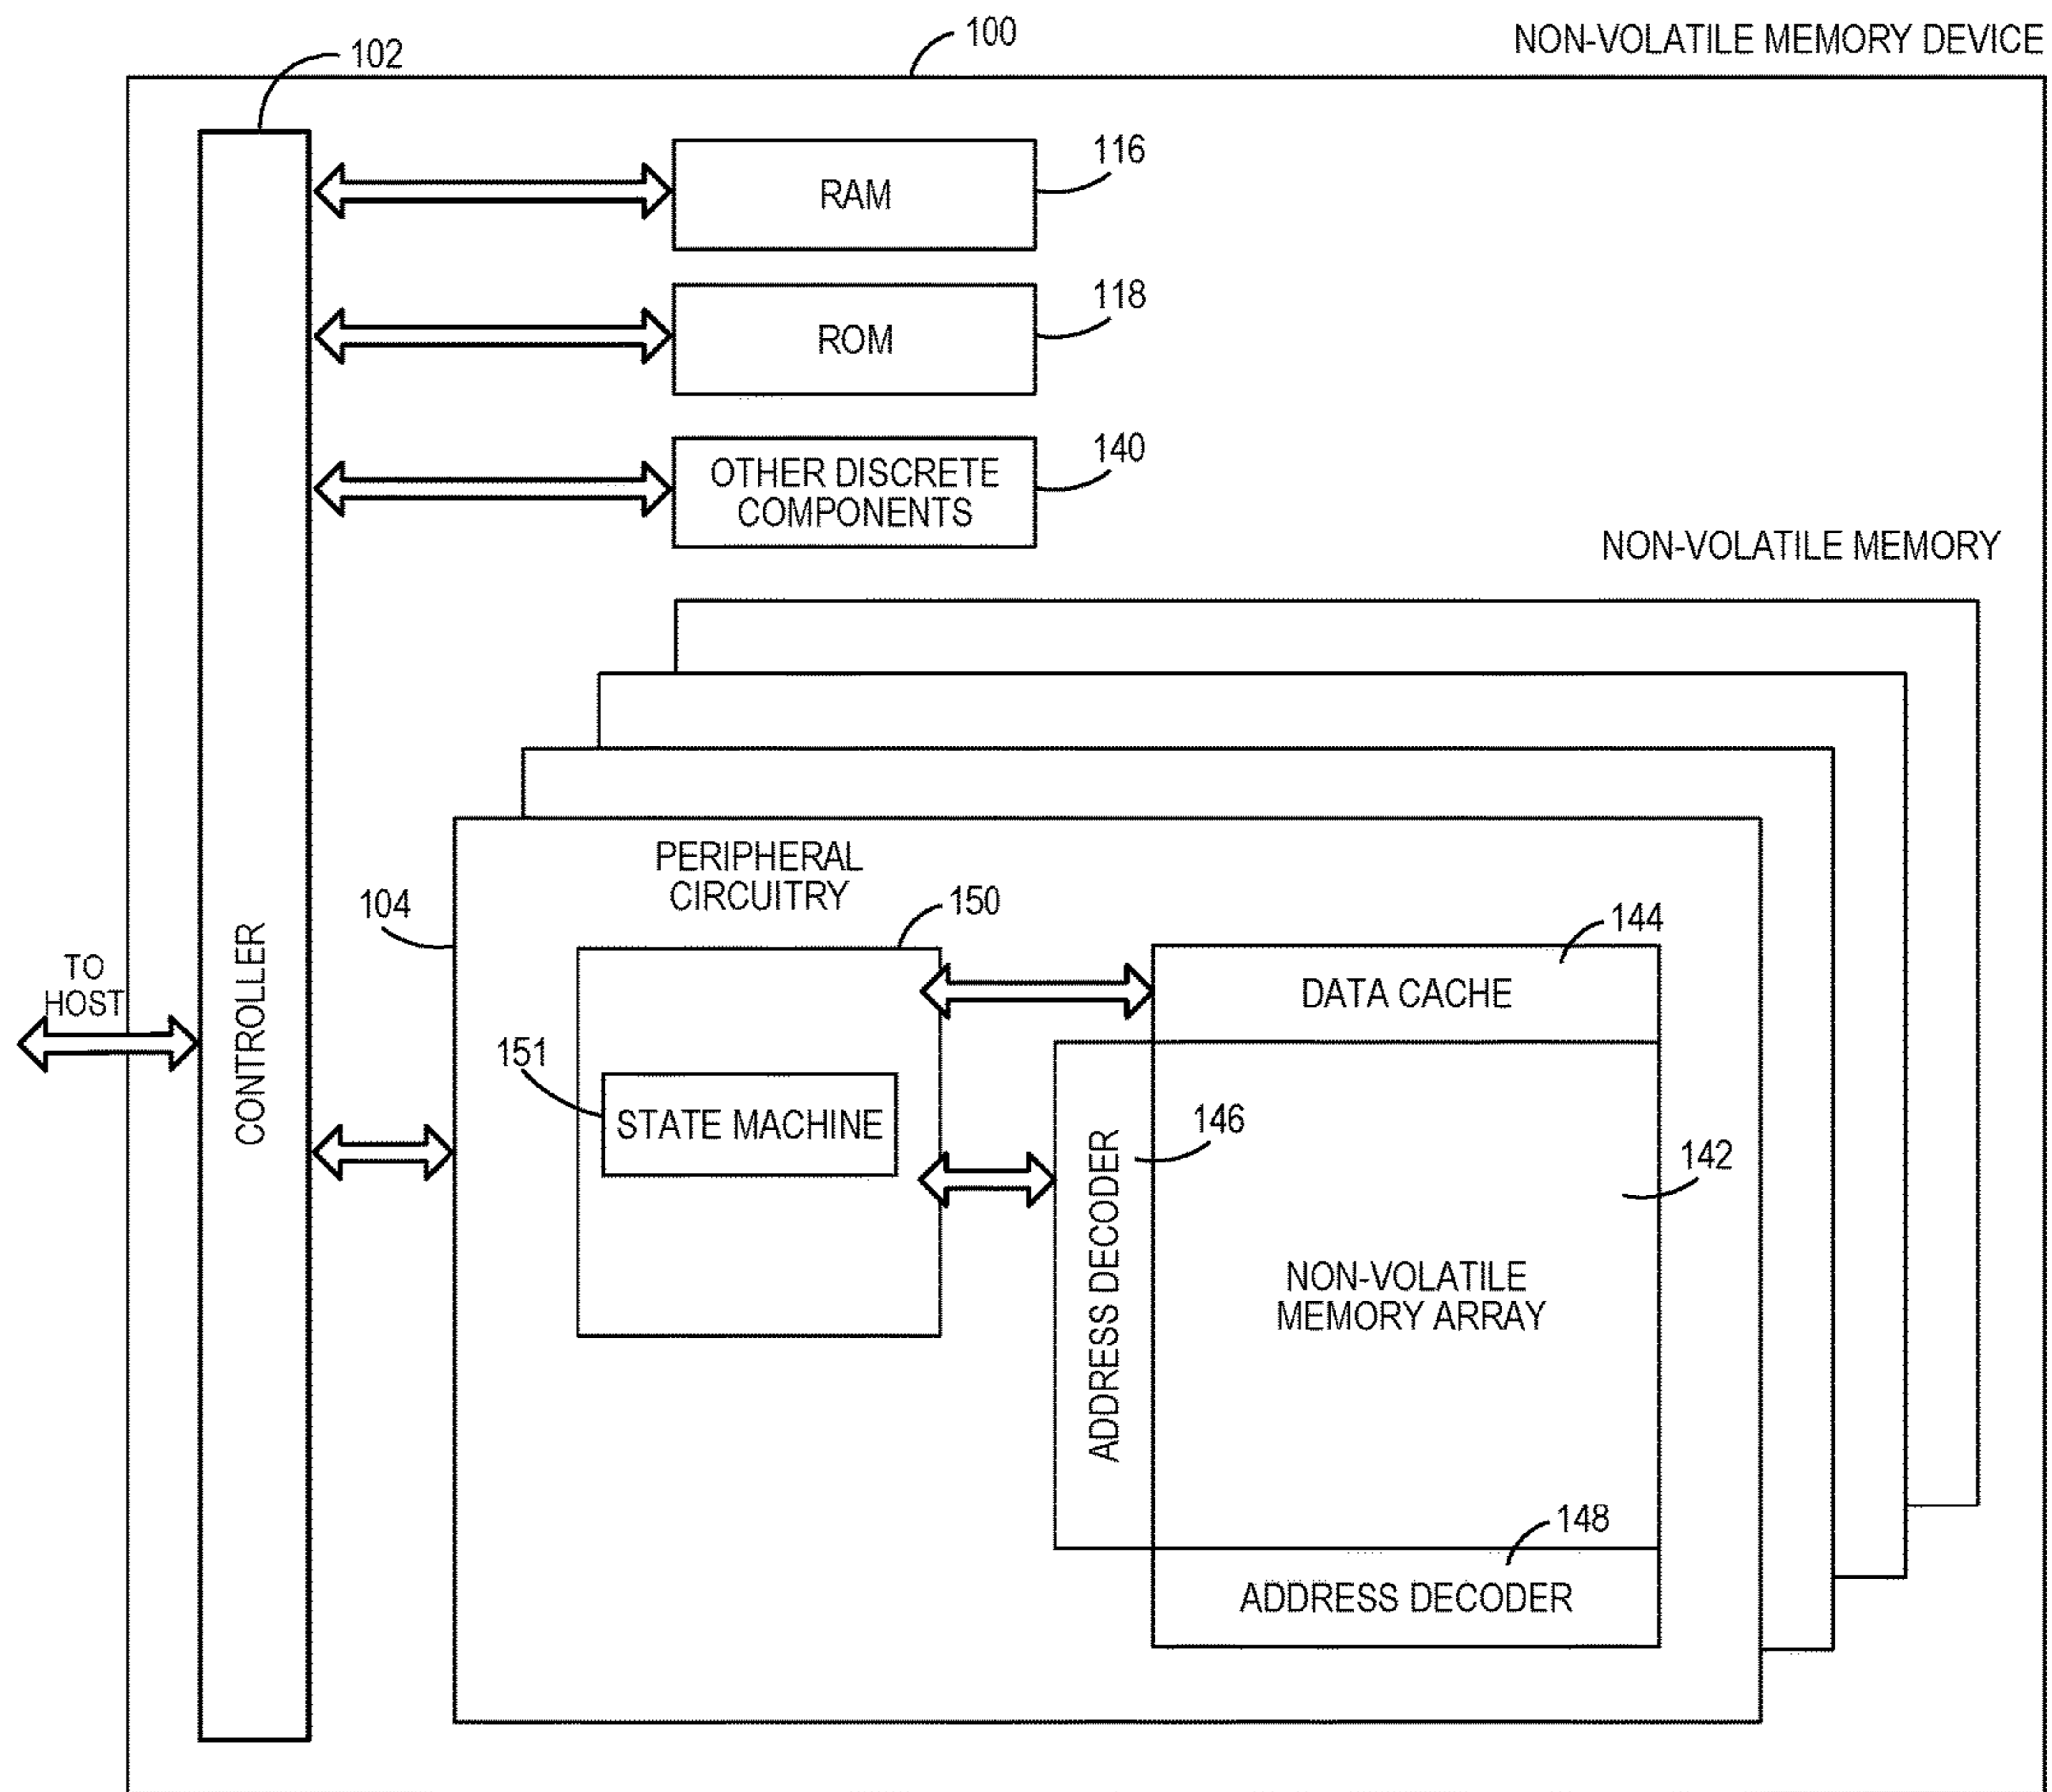 100
NON-VOLATILE MEMORY DEVICE
102
116
RAM
118
ROM
140
OTHER DISCRETE
COMPONENTS
NON-VOLATILE MEMORY
PERIPHERAL
CIRCUITRY
104
150
144
TO
HOST
CONTROLLER
DATA CACHE
151
STATE MACHINE
146
142
ADDRESS DECODER
NON-VOLATILE
MEMORY ARRAY
148
ADDRESS DECODER